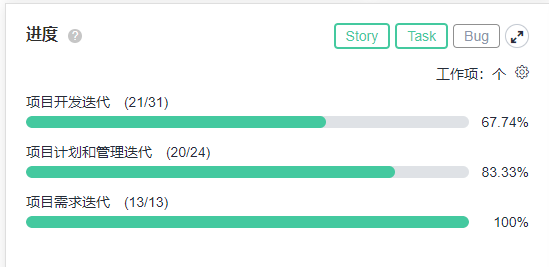 进度 ? Story Task Bug
工作项：个
项目开发迭代 (21/31)
67.74%
项目计划和管理迭代 (20/24)
83.33%
项目需求迭代 (13/13)
100%